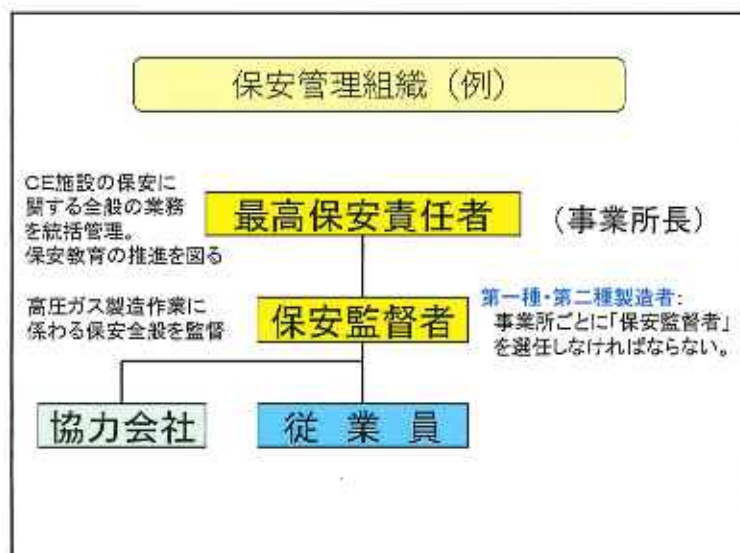 保安管理組織（例）
CE施設の保安に
関する全般の業務
を統括管理。
保安教育の推進を図る
最高保安責任者
（事業所長）
高圧ガス製造作業に
係わる保安全般を監督
保安監督者
第一種・第二種製造者：
事業所ごとに「保安監督者」
を選任しなければならない。
協力会社
従業員